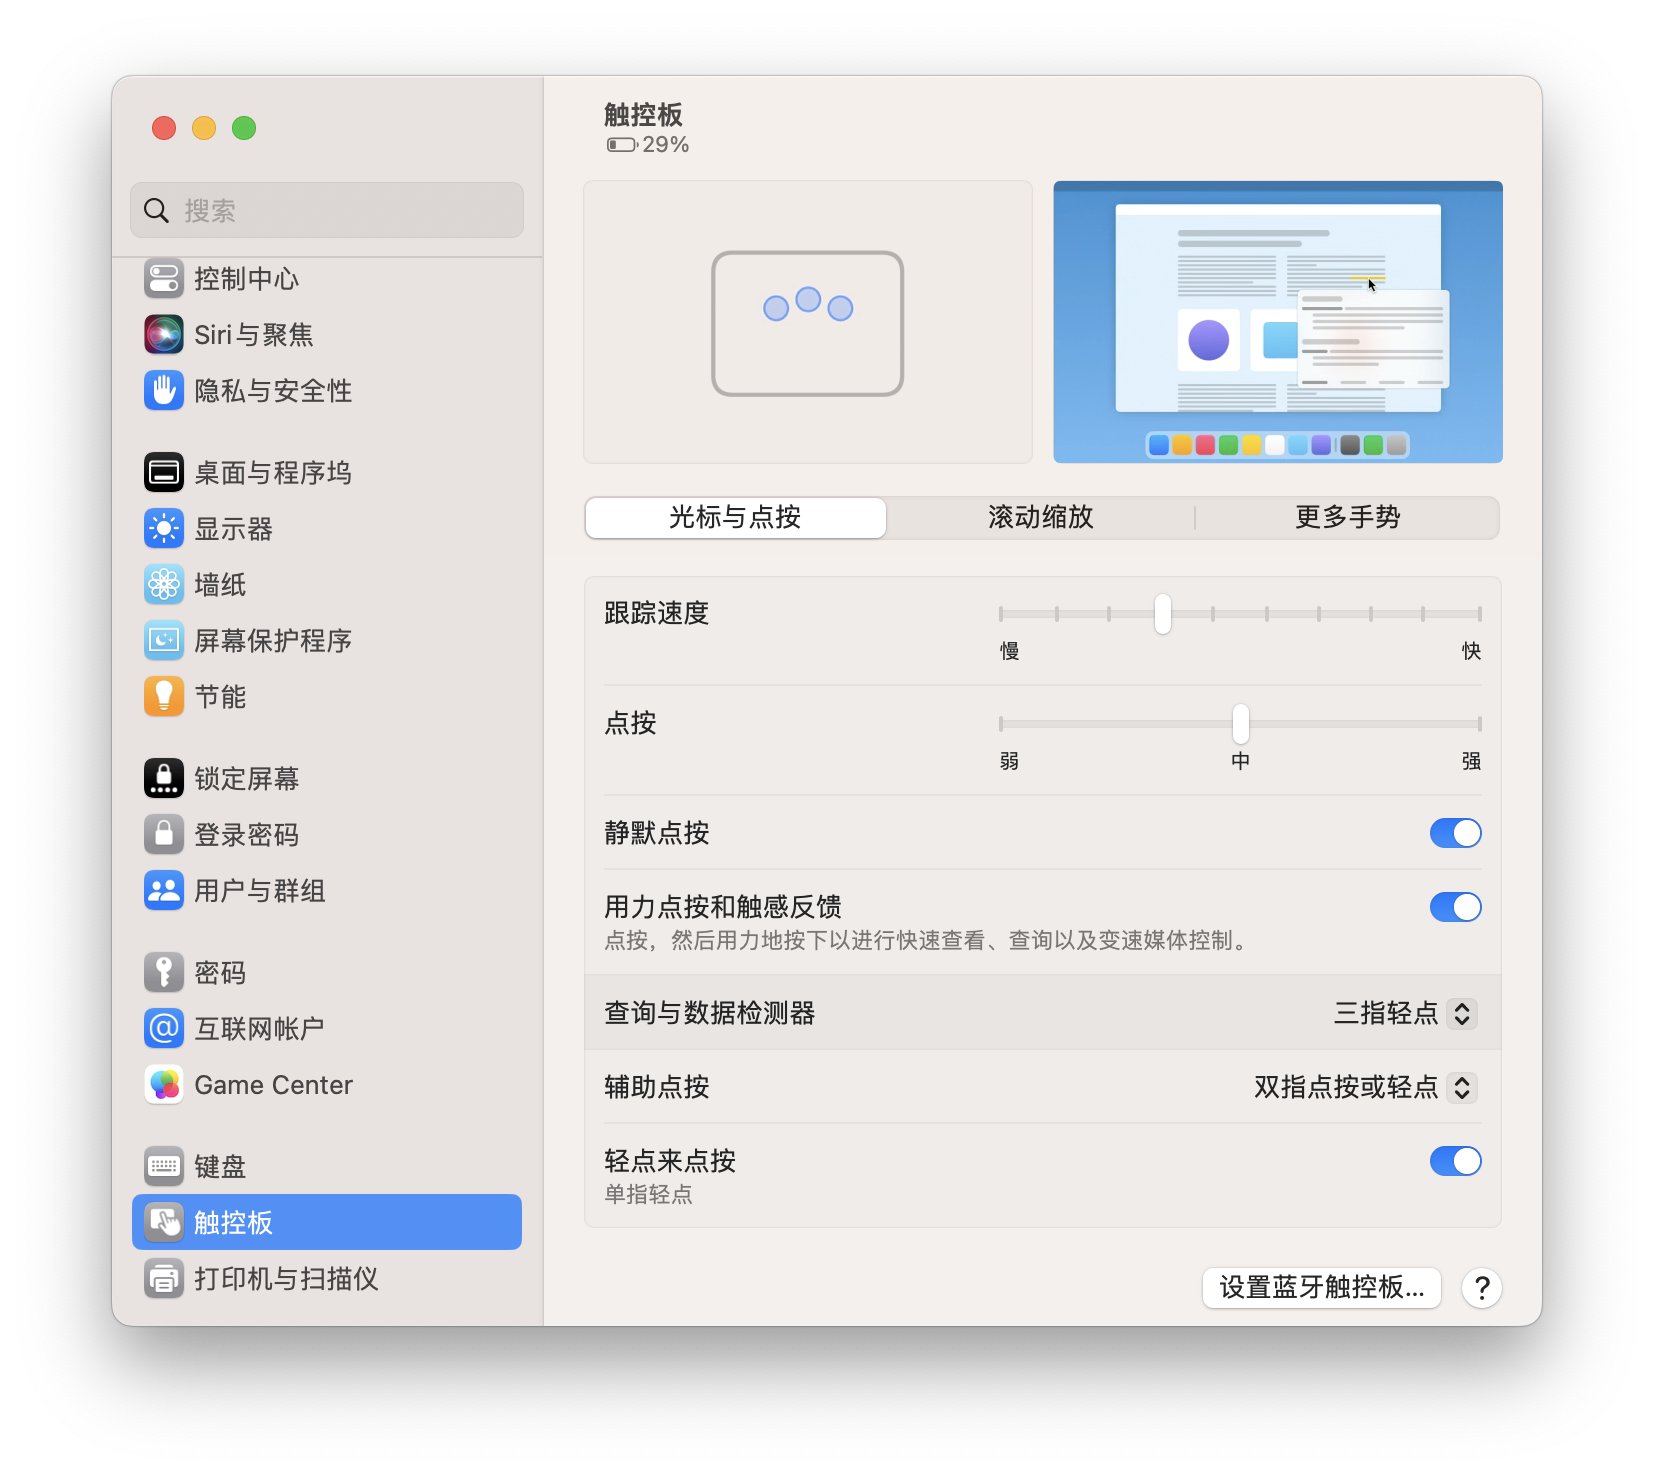 触控板
29%
搜索
控制中心
Siri与聚焦
隐私与安全性
桌面与程序坞
显示器
墙纸
屏幕保护程序
节能
锁定屏幕
登录密码
用户与群组
密码
互联网帐户
Game Center
键盘
触控板
打印机与扫描仪
光标与点按
滚动缩放
更多手势
跟踪速度
慢
快
点按
弱
中
强
静默点按
用力点按和触感反馈
点按，然后用力地按下以进行快速查看、查询以及变速媒体控制。
查询与数据检测器
三指轻点
辅助点按
双指点按或轻点
轻点来点按
单指轻点
设置蓝牙触控板...
?